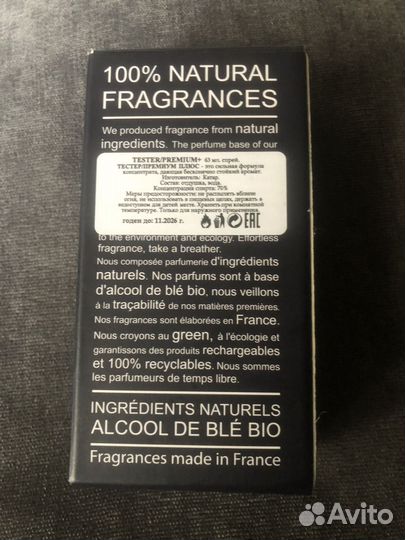 100% NATURAL
FRAGRANCES
We produced fragrance from natural
ingredients. The perfume base of our
TESTER/PREMIUM+ 63 мл. спрей.
ТЕСТЕР/ПРЕМИУМ ПЛЮС - это сильная формула
концентрата, дающая бесконечно стойкий аромат.
Изготовитель: Катар.
Состав: отдушка, вода.
Концентрация спирта: 70%
Меры предосторожности: не распылять вблизи
огня, не использовать в пищевых целях, держать в
недоступном для детей месте. Хранить при комнатной
температуре. Только для наружного применения.
годен до: 11.2026 г.
EAC
to the environment and ecology. Effortless
fragrance, take a breather.
Nous composée parfumerie d'ingrédients
naturels. Nos parfums sont à base
d'alcool de blé bio, nous veillons
à la traçabilité de nos matières premières.
Nos fragrances sont élaborées en France.
Nous croyons au green, à l'écologie et
garantissons des produits rechargeables
et 100% recyclables. Nous sommes
les parfumeurs de temps libre.
INGRÉDIENTS NATURELS
ALCOOL DE BLÉ BIO
Fragrances made in France
Avito